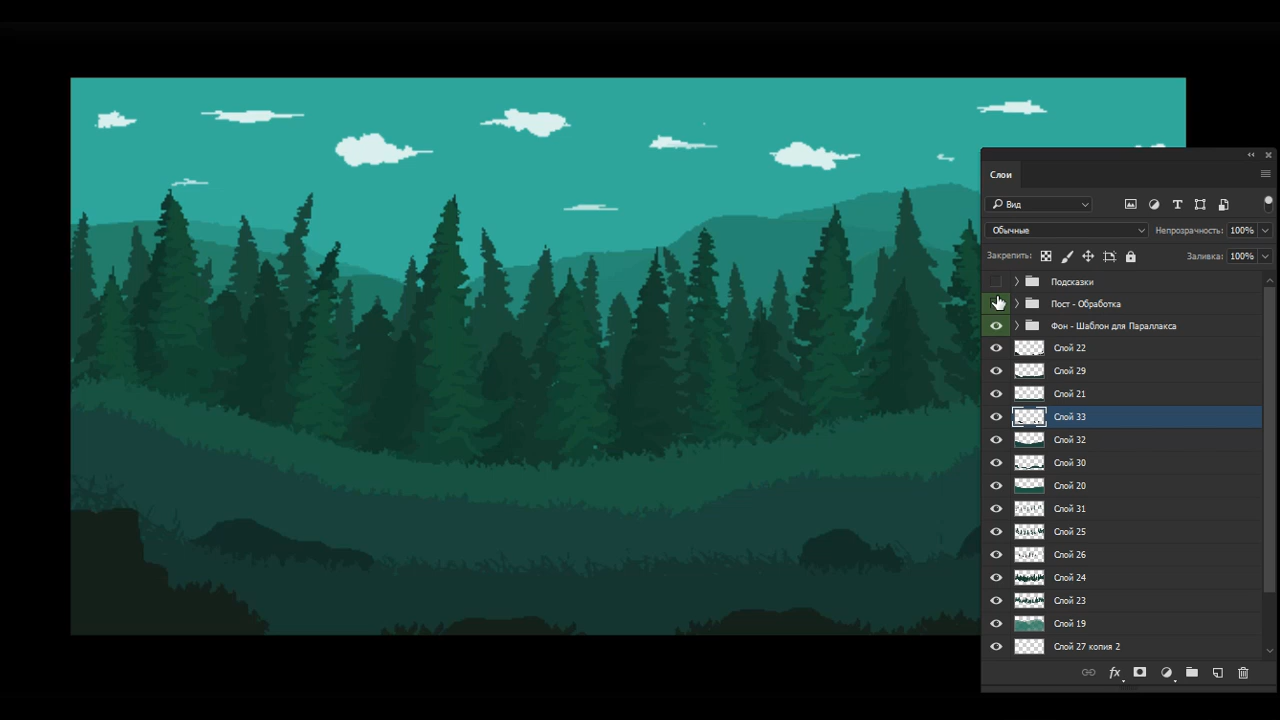 Слои
Вид
Обычные Непрозрачность: 100%
Закрепить: Заливка: 100%
Подсказки
Пост - Обработка
Фон - Шаблон для Параллакса
Слой 22
Слой 29
Слой 21
Слой 33
Слой 32
Слой 30
Слой 20
Слой 31
Слой 25
Слой 26
Слой 24
Слой 23
Слой 19
Слой 27 копия 2
fx